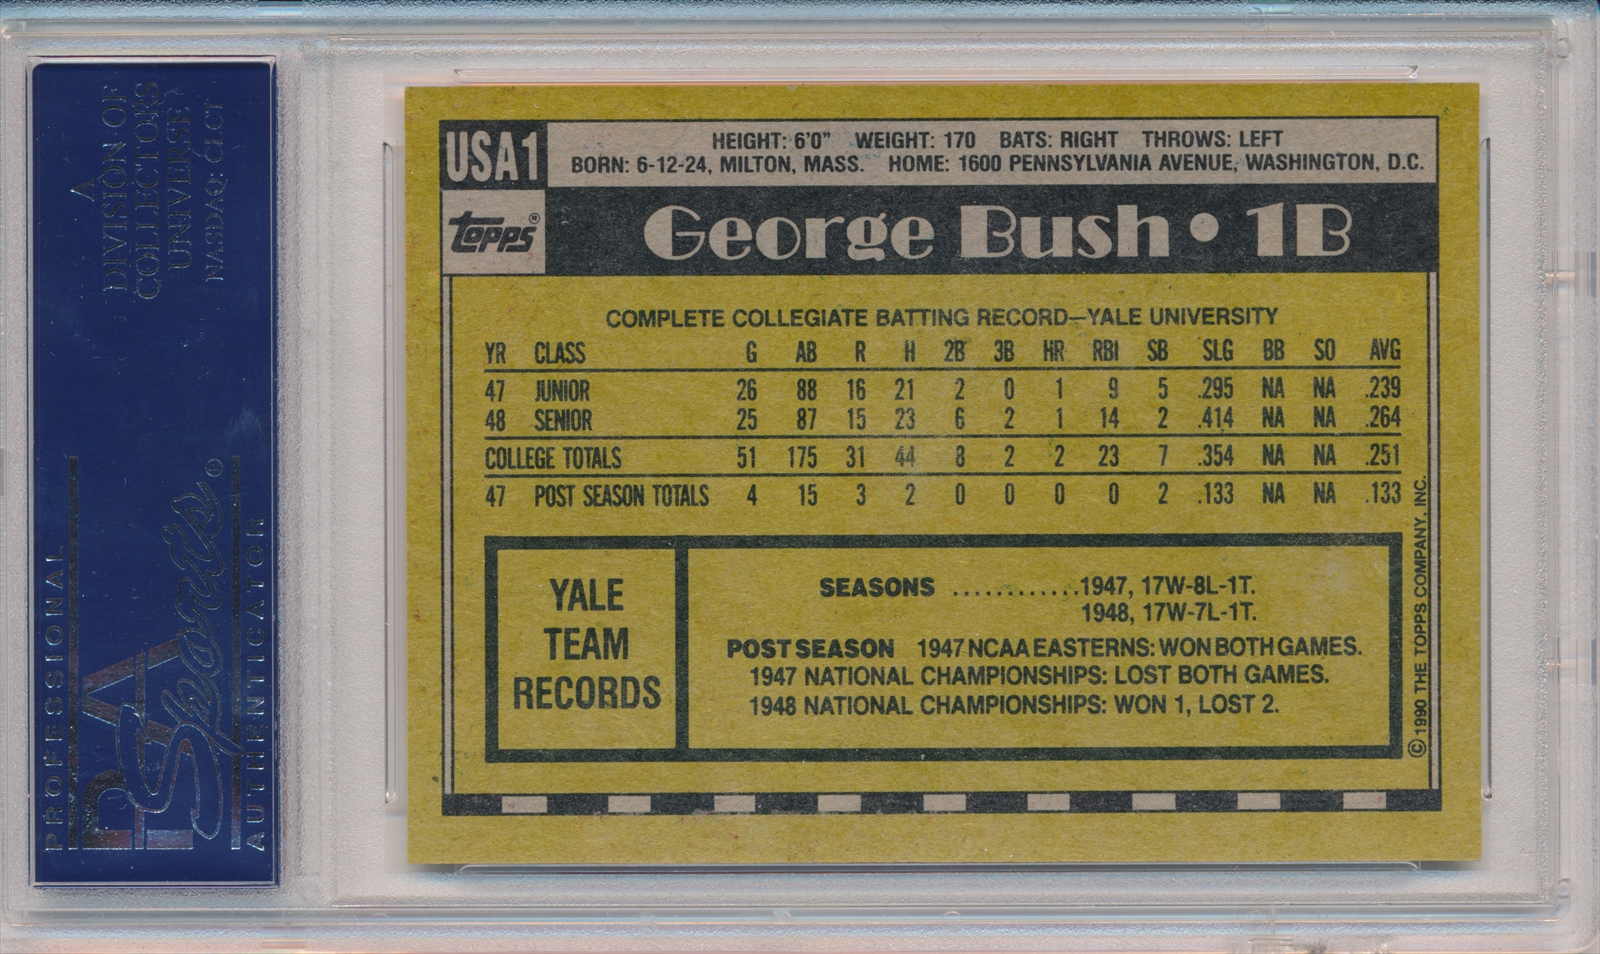 A
DIVISION OF
COLLECTORS
UNIVERSE
NASDAQ: CLCT
PROFESSIONAL
PSA
Sports®
AUTHENTICATOR
USA1
HEIGHT: 6'0" WEIGHT: 170 BATS: RIGHT THROWS: LEFT
BORN: 6-12-24, MILTON, MASS. HOME: 1600 PENNSYLVANIA AVENUE, WASHINGTON, D.C.
topps®
George Bush • 1B
COMPLETE COLLEGIATE BATTING RECORD—YALE UNIVERSITY
YR CLASS G AB R H 2B 3B HR RBI SB SLG BB SO AVG
47 JUNIOR 26 88 16 21 2 0 1 9 5 .295 NA NA .239
48 SENIOR 25 87 15 23 6 2 1 14 2 .414 NA NA .264
COLLEGE TOTALS 51 175 31 44 8 2 2 23 7 .354 NA NA .251
47 POST SEASON TOTALS 4 15 3 2 0 0 0 0 2 .133 NA NA .133
YALE
TEAM
RECORDS
SEASONS ............1947, 17W-8L-1T.
1948, 17W-7L-1T.
POST SEASON 1947 NCAA EASTERNS: WON BOTH GAMES.
1947 NATIONAL CHAMPIONSHIPS: LOST BOTH GAMES.
1948 NATIONAL CHAMPIONSHIPS: WON 1, LOST 2.
© 1990 THE TOPPS COMPANY, INC.